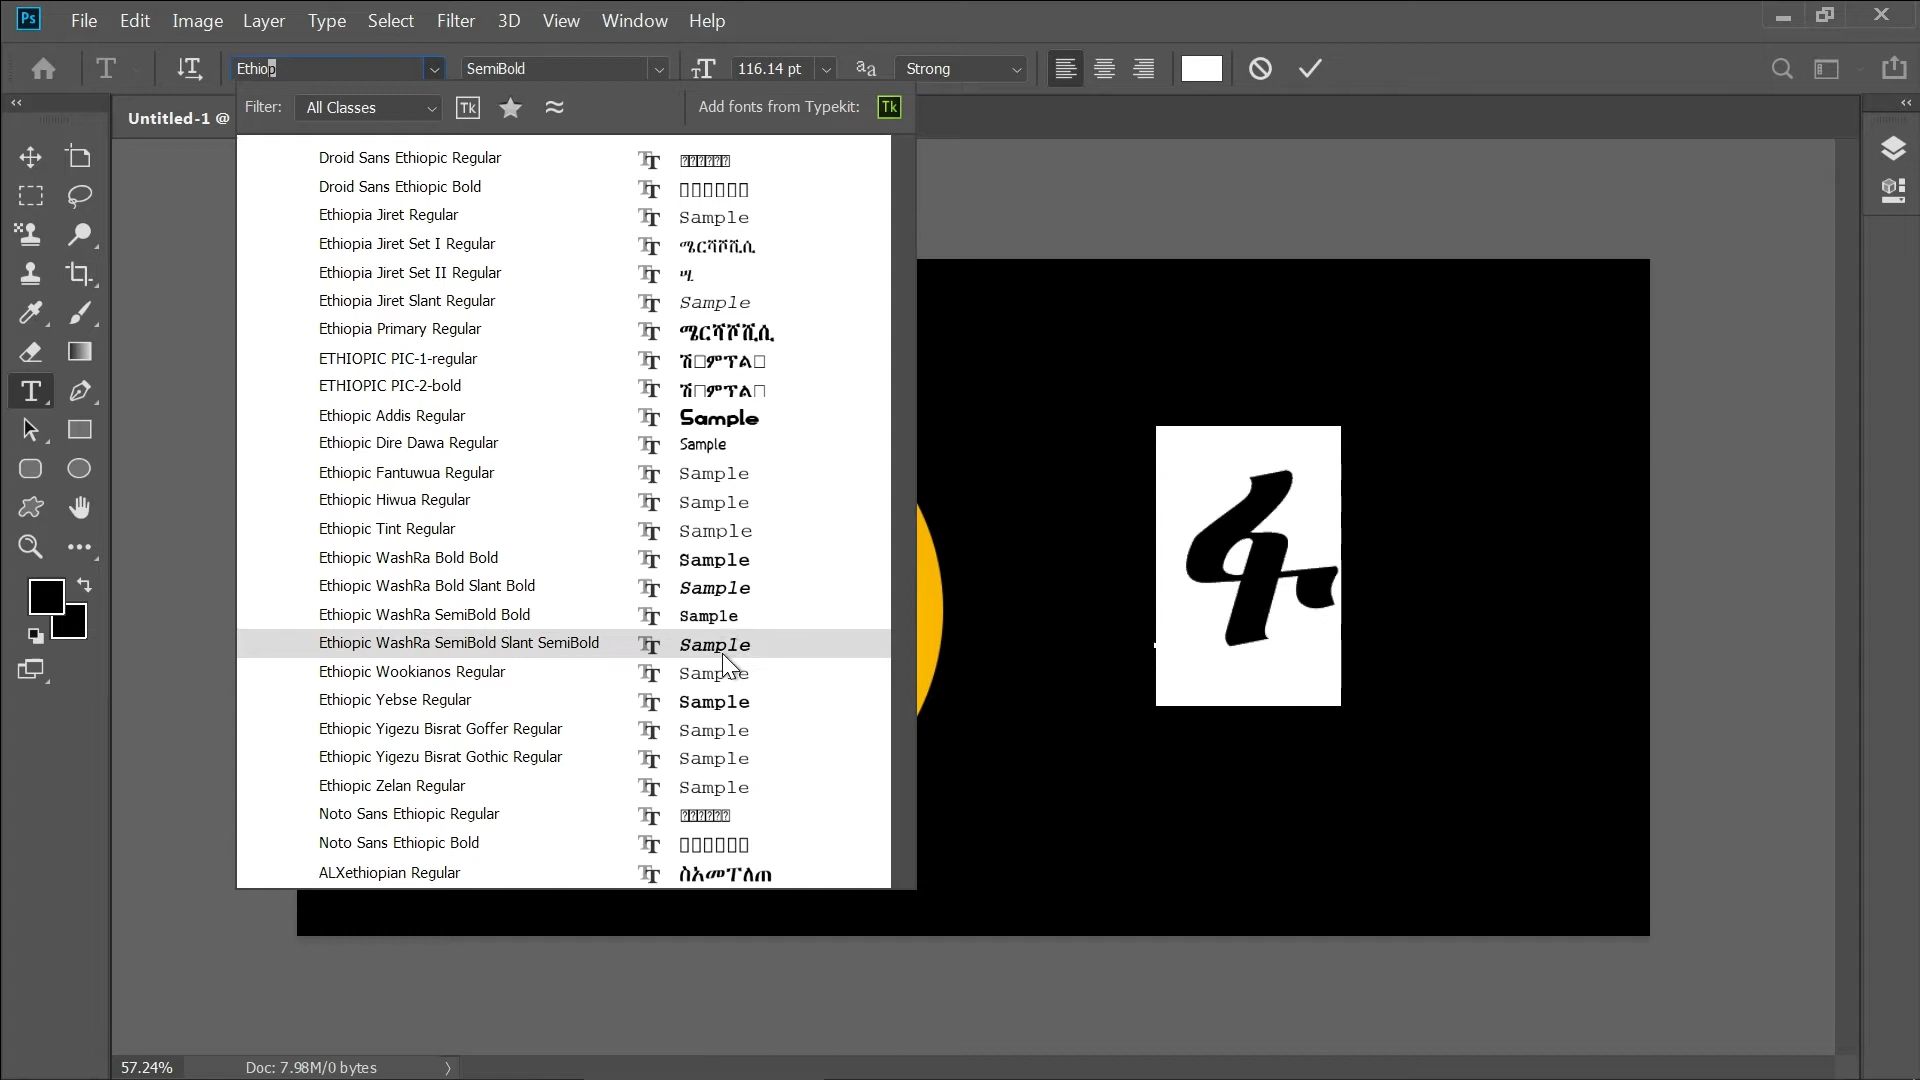 Ps File Edit Image Layer Type Select Filter 3D View Window Help
Ethiop SemiBold 116.14 pt Strong
Filter: All Classes Tk Add fonts from Typekit: Tk
Untitled-1 @
Droid Sans Ethiopic Regular
Droid Sans Ethiopic Bold
Ethiopia Jiret Regular Sample
Ethiopia Jiret Set I Regular ሜርሻሾሺሲ
Ethiopia Jiret Set II Regular
Ethiopia Jiret Slant Regular Sample
Ethiopia Primary Regular ሜርሻሾሺሲ
ETHIOPIC PIC-1-regular
ETHIOPIC PIC-2-bold
Ethiopic Addis Regular Sample
Ethiopic Dire Dawa Regular Sample
Ethiopic Fantuwua Regular Sample
Ethiopic Hiwua Regular Sample
Ethiopic Tint Regular Sample
Ethiopic WashRa Bold Bold Sample
Ethiopic WashRa Bold Slant Bold Sample
Ethiopic WashRa SemiBold Bold Sample
Ethiopic WashRa SemiBold Slant SemiBold Sample
Ethiopic Wookianos Regular Sample
Ethiopic Yebse Regular Sample
Ethiopic Yigezu Bisrat Goffer Regular Sample
Ethiopic Yigezu Bisrat Gothic Regular Sample
Ethiopic Zelan Regular Sample
Noto Sans Ethiopic Regular
Noto Sans Ethiopic Bold
ALXethiopian Regular ስአመፐለጠ
ፋ
57.24% Doc: 7.98M/0 bytes